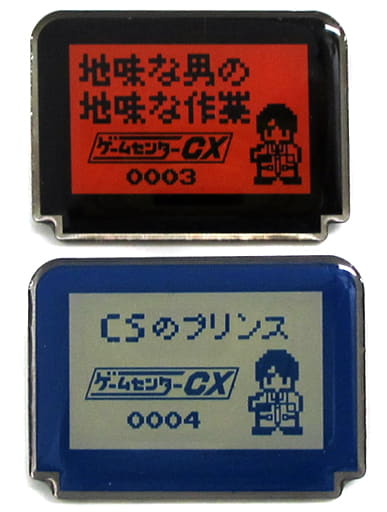 地味な男の
地味な作業
ゲームセンターCX
0003
CSのプリンス
ゲームセンターCX
0004